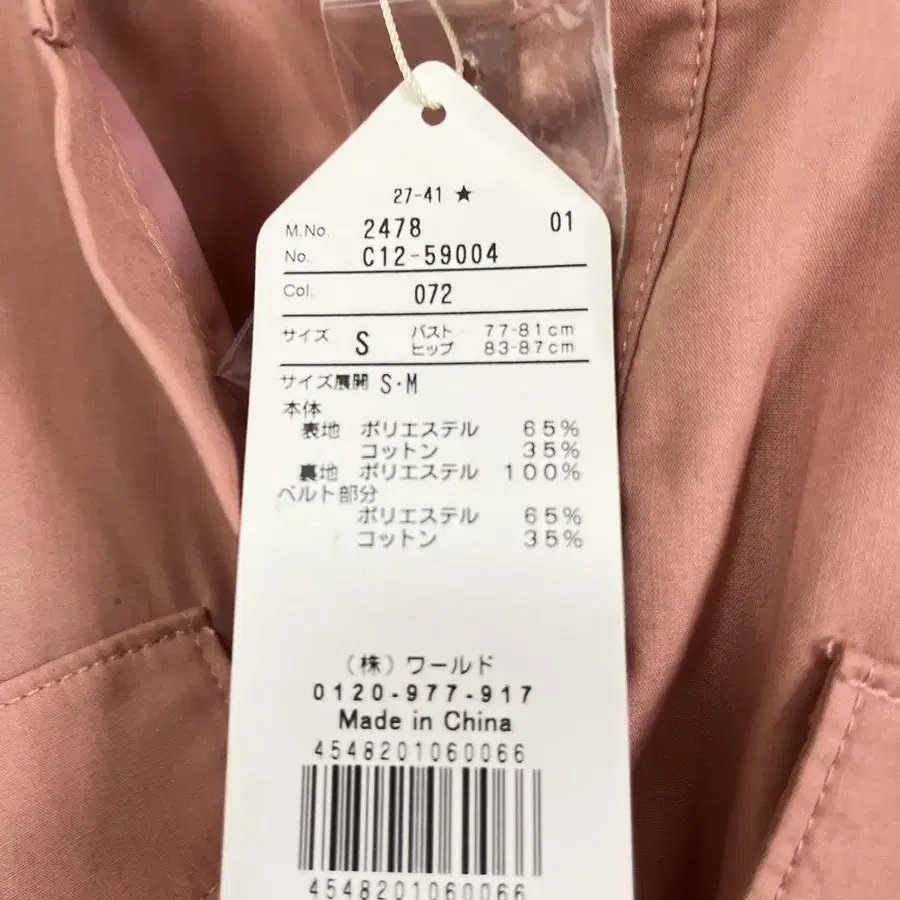 27-41 ★
M.No. 2478 01
No. C12-59004
Col. 072
サイズ S バスト 77-81cm
ヒップ 83-87cm
サイズ展開 S・M
本体
表地 ポリエステル 65%
コットン 35%
裏地 ポリエステル 100%
ベルト部分
ポリエステル 65%
コットン 35%
(株)ワールド
0120-977-917
Made in China
4548201060066
4548201060066